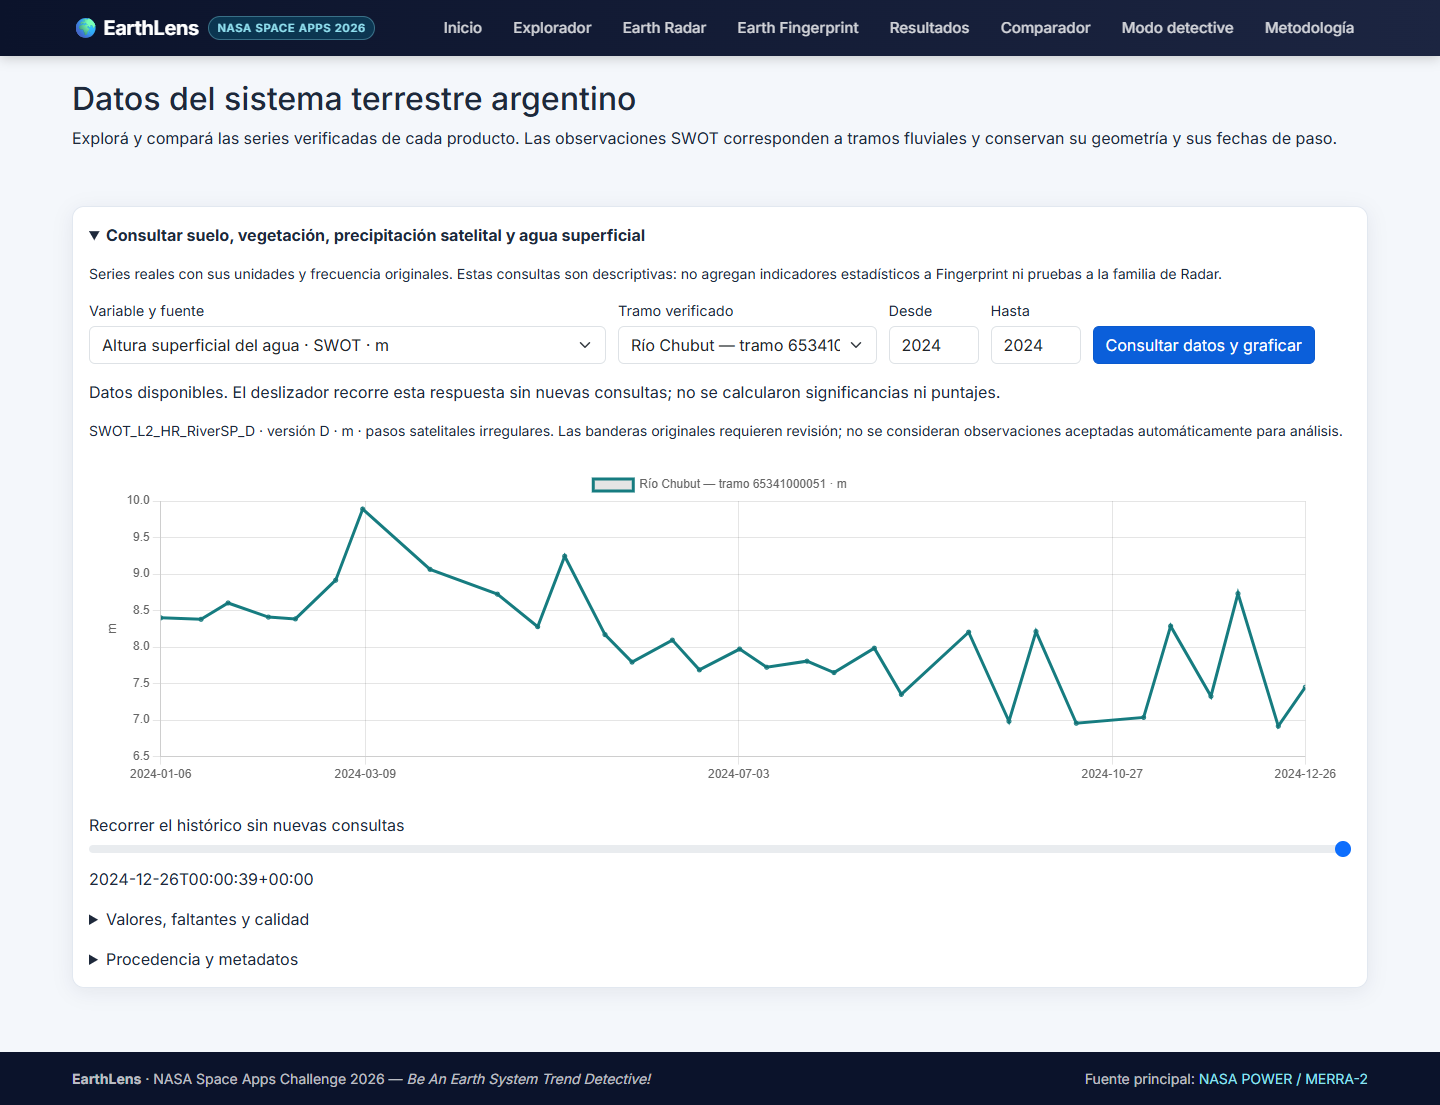 EarthLens NASA SPACE APPS 2026 Inicio Explorador Earth Radar Earth Fingerprint Resultados Comparador Modo detective Metodología
Datos del sistema terrestre argentino
Explorá y compará las series verificadas de cada producto. Las observaciones SWOT corresponden a tramos fluviales y conservan su geometría y sus fechas de paso.
▼ Consultar suelo, vegetación, precipitación satelital y agua superficial
Series reales con sus unidades y frecuencia originales. Estas consultas son descriptivas: no agregan indicadores estadísticos a Fingerprint ni pruebas a la familia de Radar.
Variable y fuente Tramo verificado Desde Hasta
Altura superficial del agua · SWOT · m Río Chubut — tramo 65341C 2024 2024 Consultar datos y graficar
Datos disponibles. El deslizador recorre esta respuesta sin nuevas consultas; no se calcularon significancias ni puntajes.
SWOT_L2_HR_RiverSP_D · versión D · m · pasos satelitales irregulares. Las banderas originales requieren revisión; no se consideran observaciones aceptadas automáticamente para análisis.
Río Chubut — tramo 65341000051 · m
10.0
9.5
9.0
8.5
8.0
7.5
7.0
6.5
m
2024-01-06 2024-03-09 2024-07-03 2024-10-27 2024-12-26
Recorrer el histórico sin nuevas consultas
2024-12-26T00:00:39+00:00
▶ Valores, faltantes y calidad
▶ Procedencia y metadatos
EarthLens · NASA Space Apps Challenge 2026 — Be An Earth System Trend Detective! Fuente principal: NASA POWER / MERRA-2